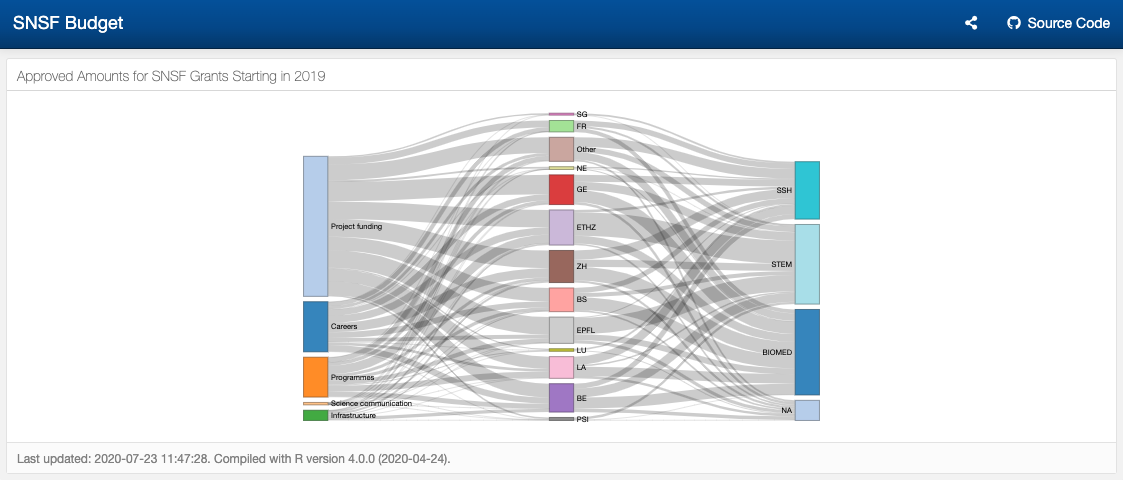 SNSF Budget
Source Code
Approved Amounts for SNSF Grants Starting in 2019
Project funding
Careers
Programmes
Science communication
Infrastructure
SG
FR
Other
NE
GE
ETHZ
ZH
BS
EPFL
LU
LA
BE
PSI
SSH
STEM
BIOMED
NA
Last updated: 2020-07-23 11:47:28. Compiled with R version 4.0.0 (2020-04-24).